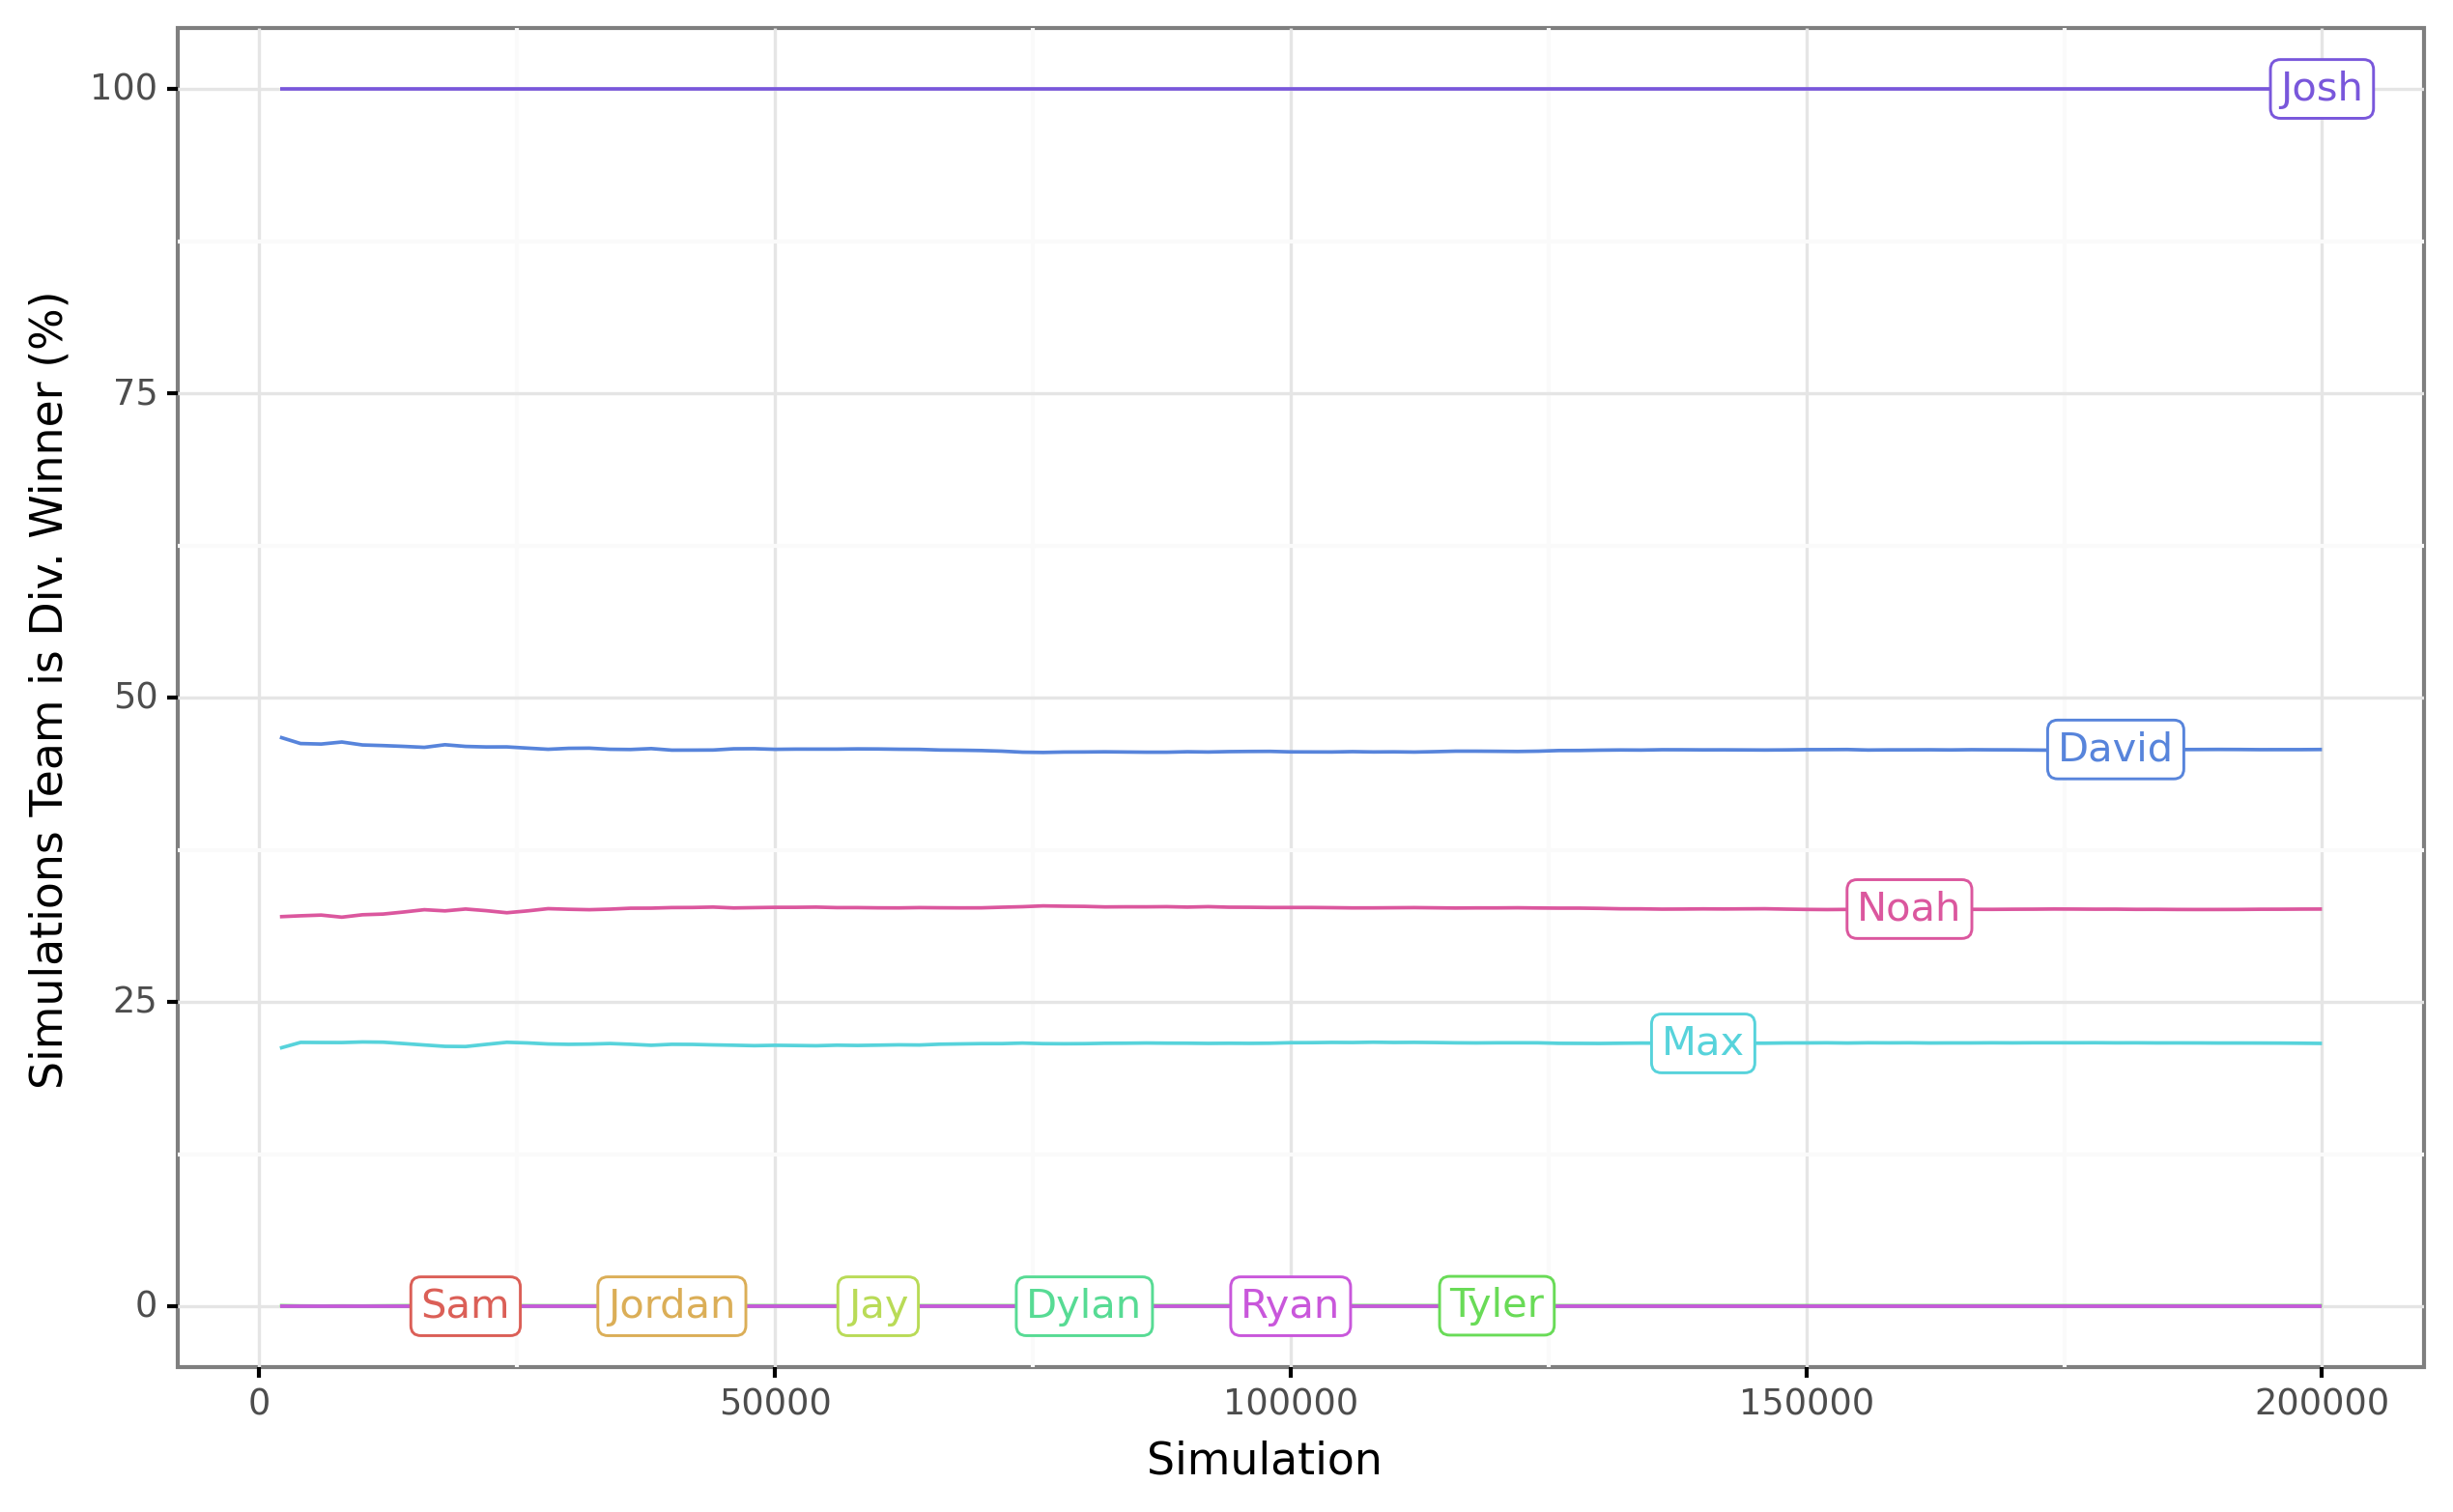 100
75
50
25
0
Simulations Team is Div. Winner (%)
Josh
David
Noah
Max
Sam
Jordan
Jay
Dylan
Ryan
Tyler
0
50000
100000
150000
200000
Simulation